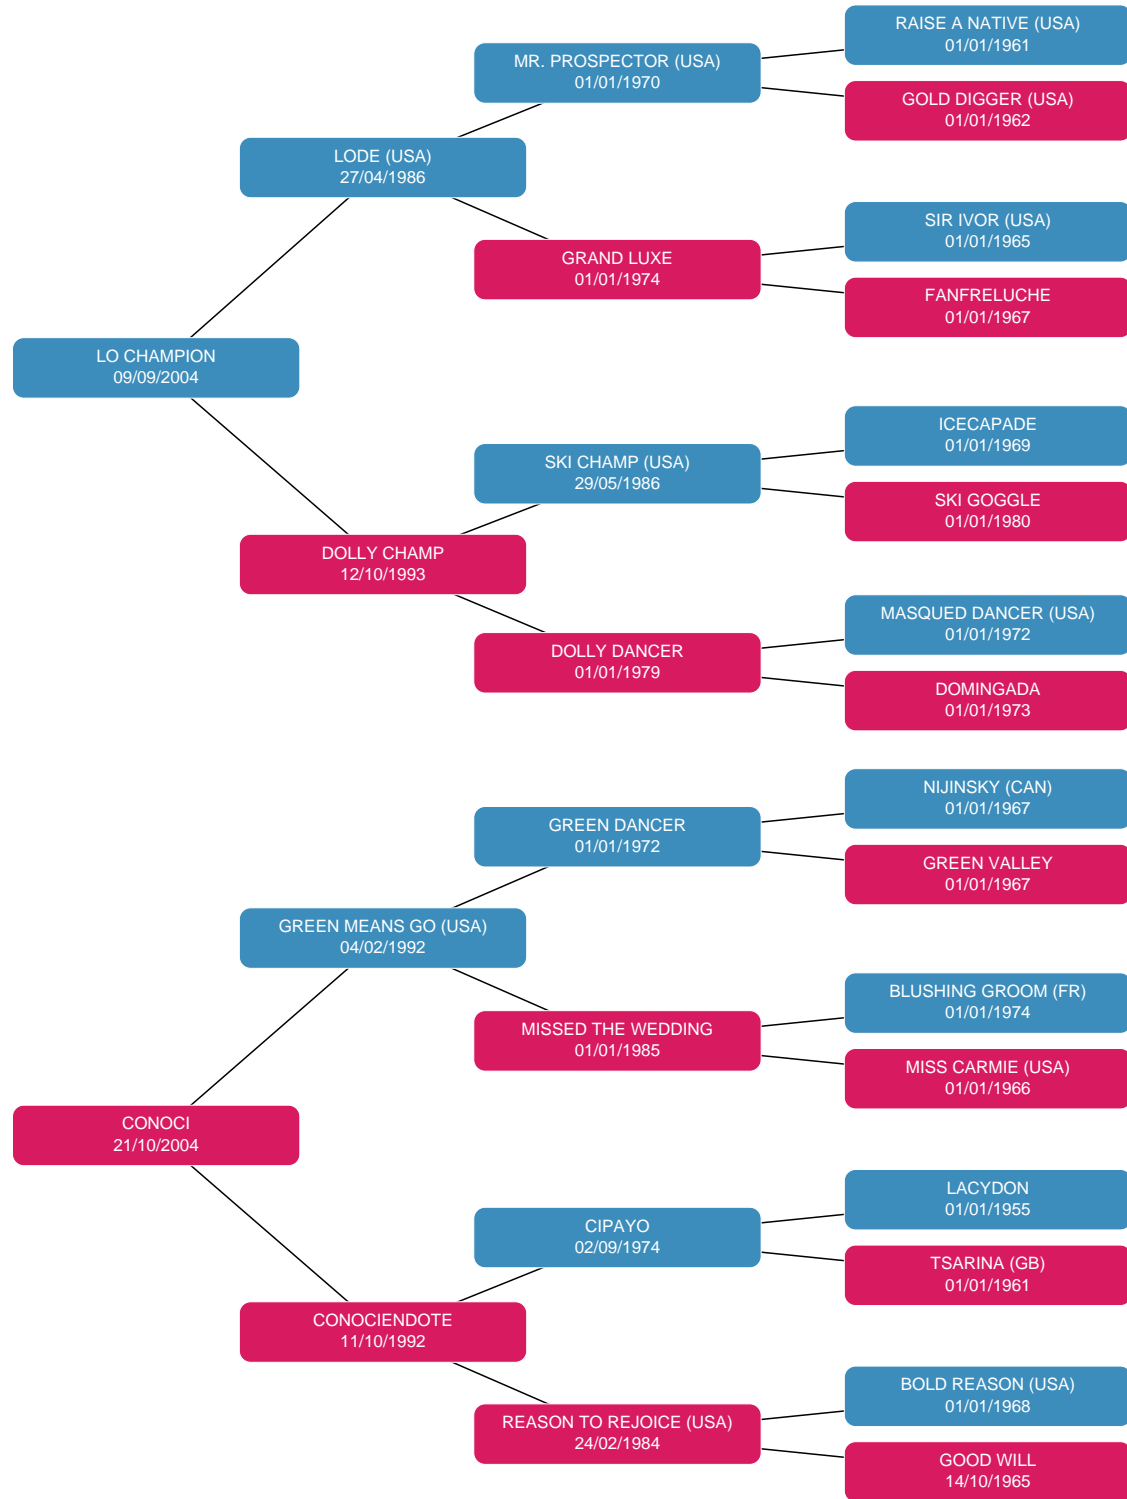 RAISE A NATIVE (USA)
01/01/1961
MR. PROSPECTOR (USA)
01/01/1970
GOLD DIGGER (USA)
01/01/1962
LODE (USA)
27/04/1986
SIR IVOR (USA)
01/01/1965
GRAND LUXE
01/01/1974
FANFRELUCHE
01/01/1967
LO CHAMPION
09/09/2004
ICECAPADE
01/01/1969
SKI CHAMP (USA)
29/05/1986
SKI GOGGLE
01/01/1980
DOLLY CHAMP
12/10/1993
MASQUED DANCER (USA)
01/01/1972
DOLLY DANCER
01/01/1979
DOMINGADA
01/01/1973
NIJINSKY (CAN)
01/01/1967
GREEN DANCER
01/01/1972
GREEN VALLEY
01/01/1967
GREEN MEANS GO (USA)
04/02/1992
BLUSHING GROOM (FR)
01/01/1974
MISSED THE WEDDING
01/01/1985
MISS CARMIE (USA)
01/01/1966
CONOCI
21/10/2004
LACYDON
01/01/1955
CIPAYO
02/09/1974
TSARINA (GB)
01/01/1961
CONOCIENDOTE
11/10/1992
BOLD REASON (USA)
01/01/1968
REASON TO REJOICE (USA)
24/02/1984
GOOD WILL
14/10/1965